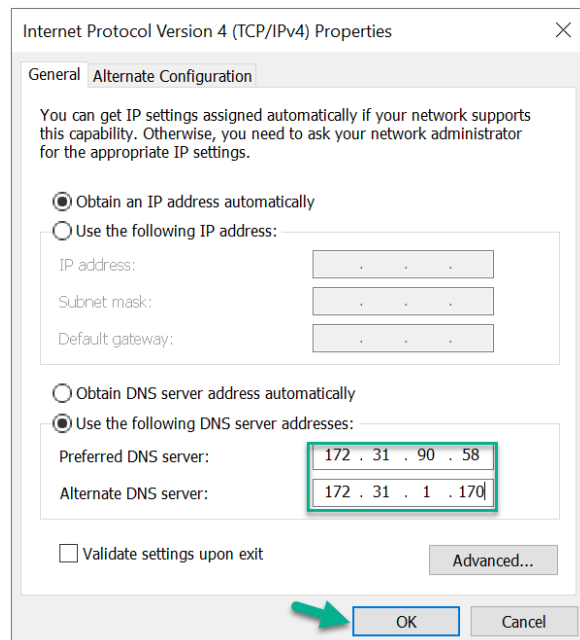 Internet Protocol Version 4 (TCP/IPv4) Properties
General Alternate Configuration
You can get IP settings assigned automatically if your network supports
this capability. Otherwise, you need to ask your network administrator
for the appropriate IP settings.
Obtain an IP address automatically
Use the following IP address:
IP address: . . .
Subnet mask: . . .
Default gateway: . . .
Obtain DNS server address automatically
Use the following DNS server addresses:
Preferred DNS server: 172 . 31 . 90 . 58
Alternate DNS server: 172 . 31 . 1 . 170
Validate settings upon exit
Advanced...
OK Cancel